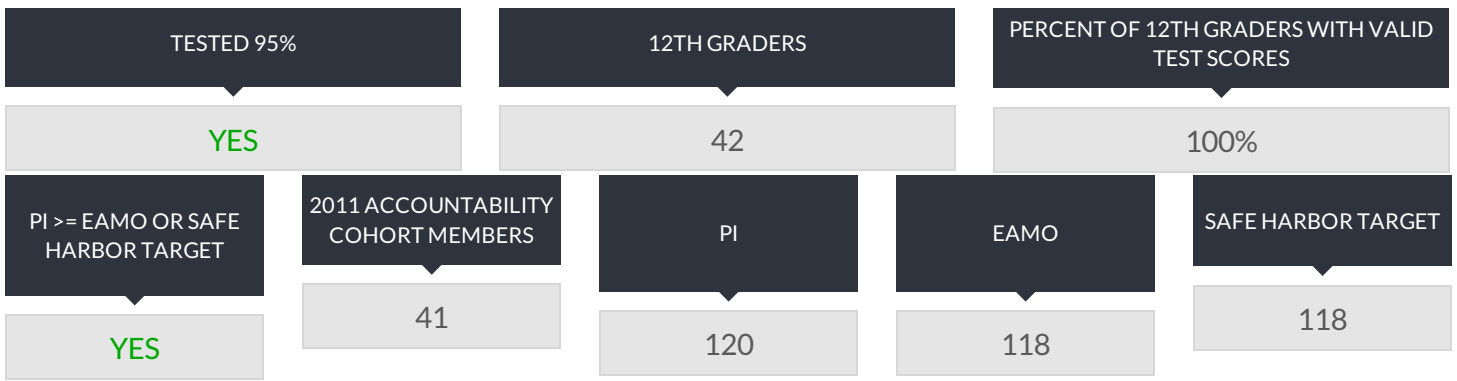 TESTED 95%
12TH GRADERS
PERCENT OF 12TH GRADERS WITH VALID
TEST SCORES
YES
42
100%
PI >= EAMO OR SAFE
HARBOR TARGET
2011 ACCOUNTABILITY
COHORT MEMBERS
PI
EAMO
SAFE HARBOR TARGET
YES
41
120
118
118